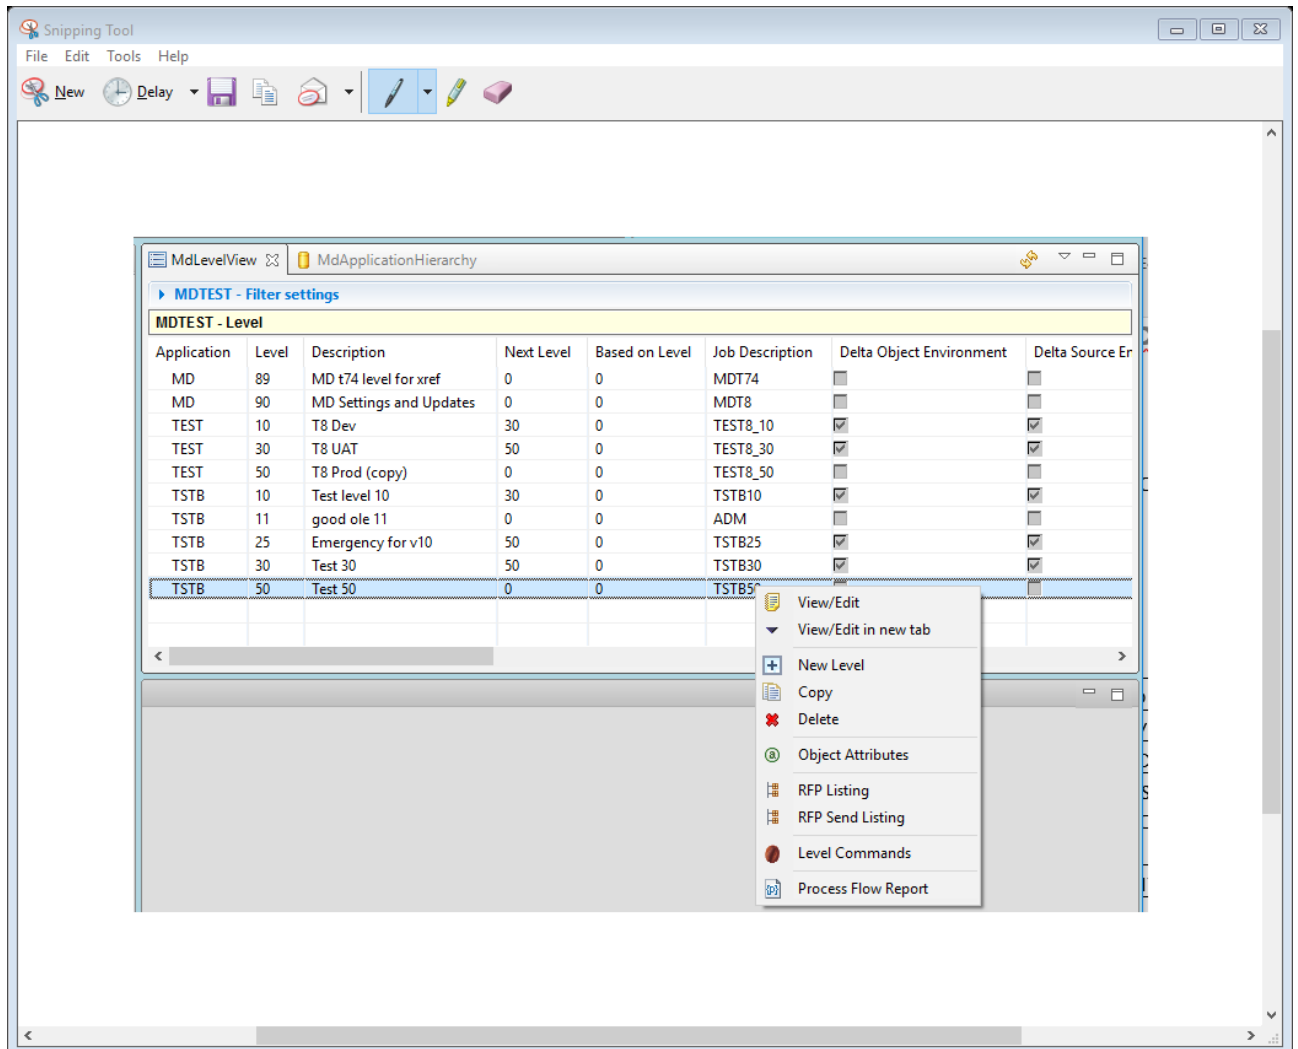 Snipping Tool
File Edit Tools Help
New Delay
MdLevelView MdApplicationHierarchy
MDTEST - Filter settings
MDTEST - Level
Application Level Description Next Level Based on Level Job Description Delta Object Environment Delta Source Er
MD 89 MD t74 level for xref 0 0 MDT74
MD 90 MD Settings and Updates 0 0 MDT8
TEST 10 T8 Dev 30 0 TEST8_10
TEST 30 T8 UAT 50 0 TEST8_30
TEST 50 T8 Prod (copy) 0 0 TEST8_50
TSTB 10 Test level 10 30 0 TSTB10
TSTB 11 good ole 11 0 0 ADM
TSTB 25 Emergency for v10 50 0 TSTB25
TSTB 30 Test 30 50 0 TSTB30
TSTB 50 Test 50 0 0 TSTB50
View/Edit
View/Edit in new tab
New Level
Copy
Delete
Object Attributes
RFP Listing
RFP Send Listing
Level Commands
Process Flow Report